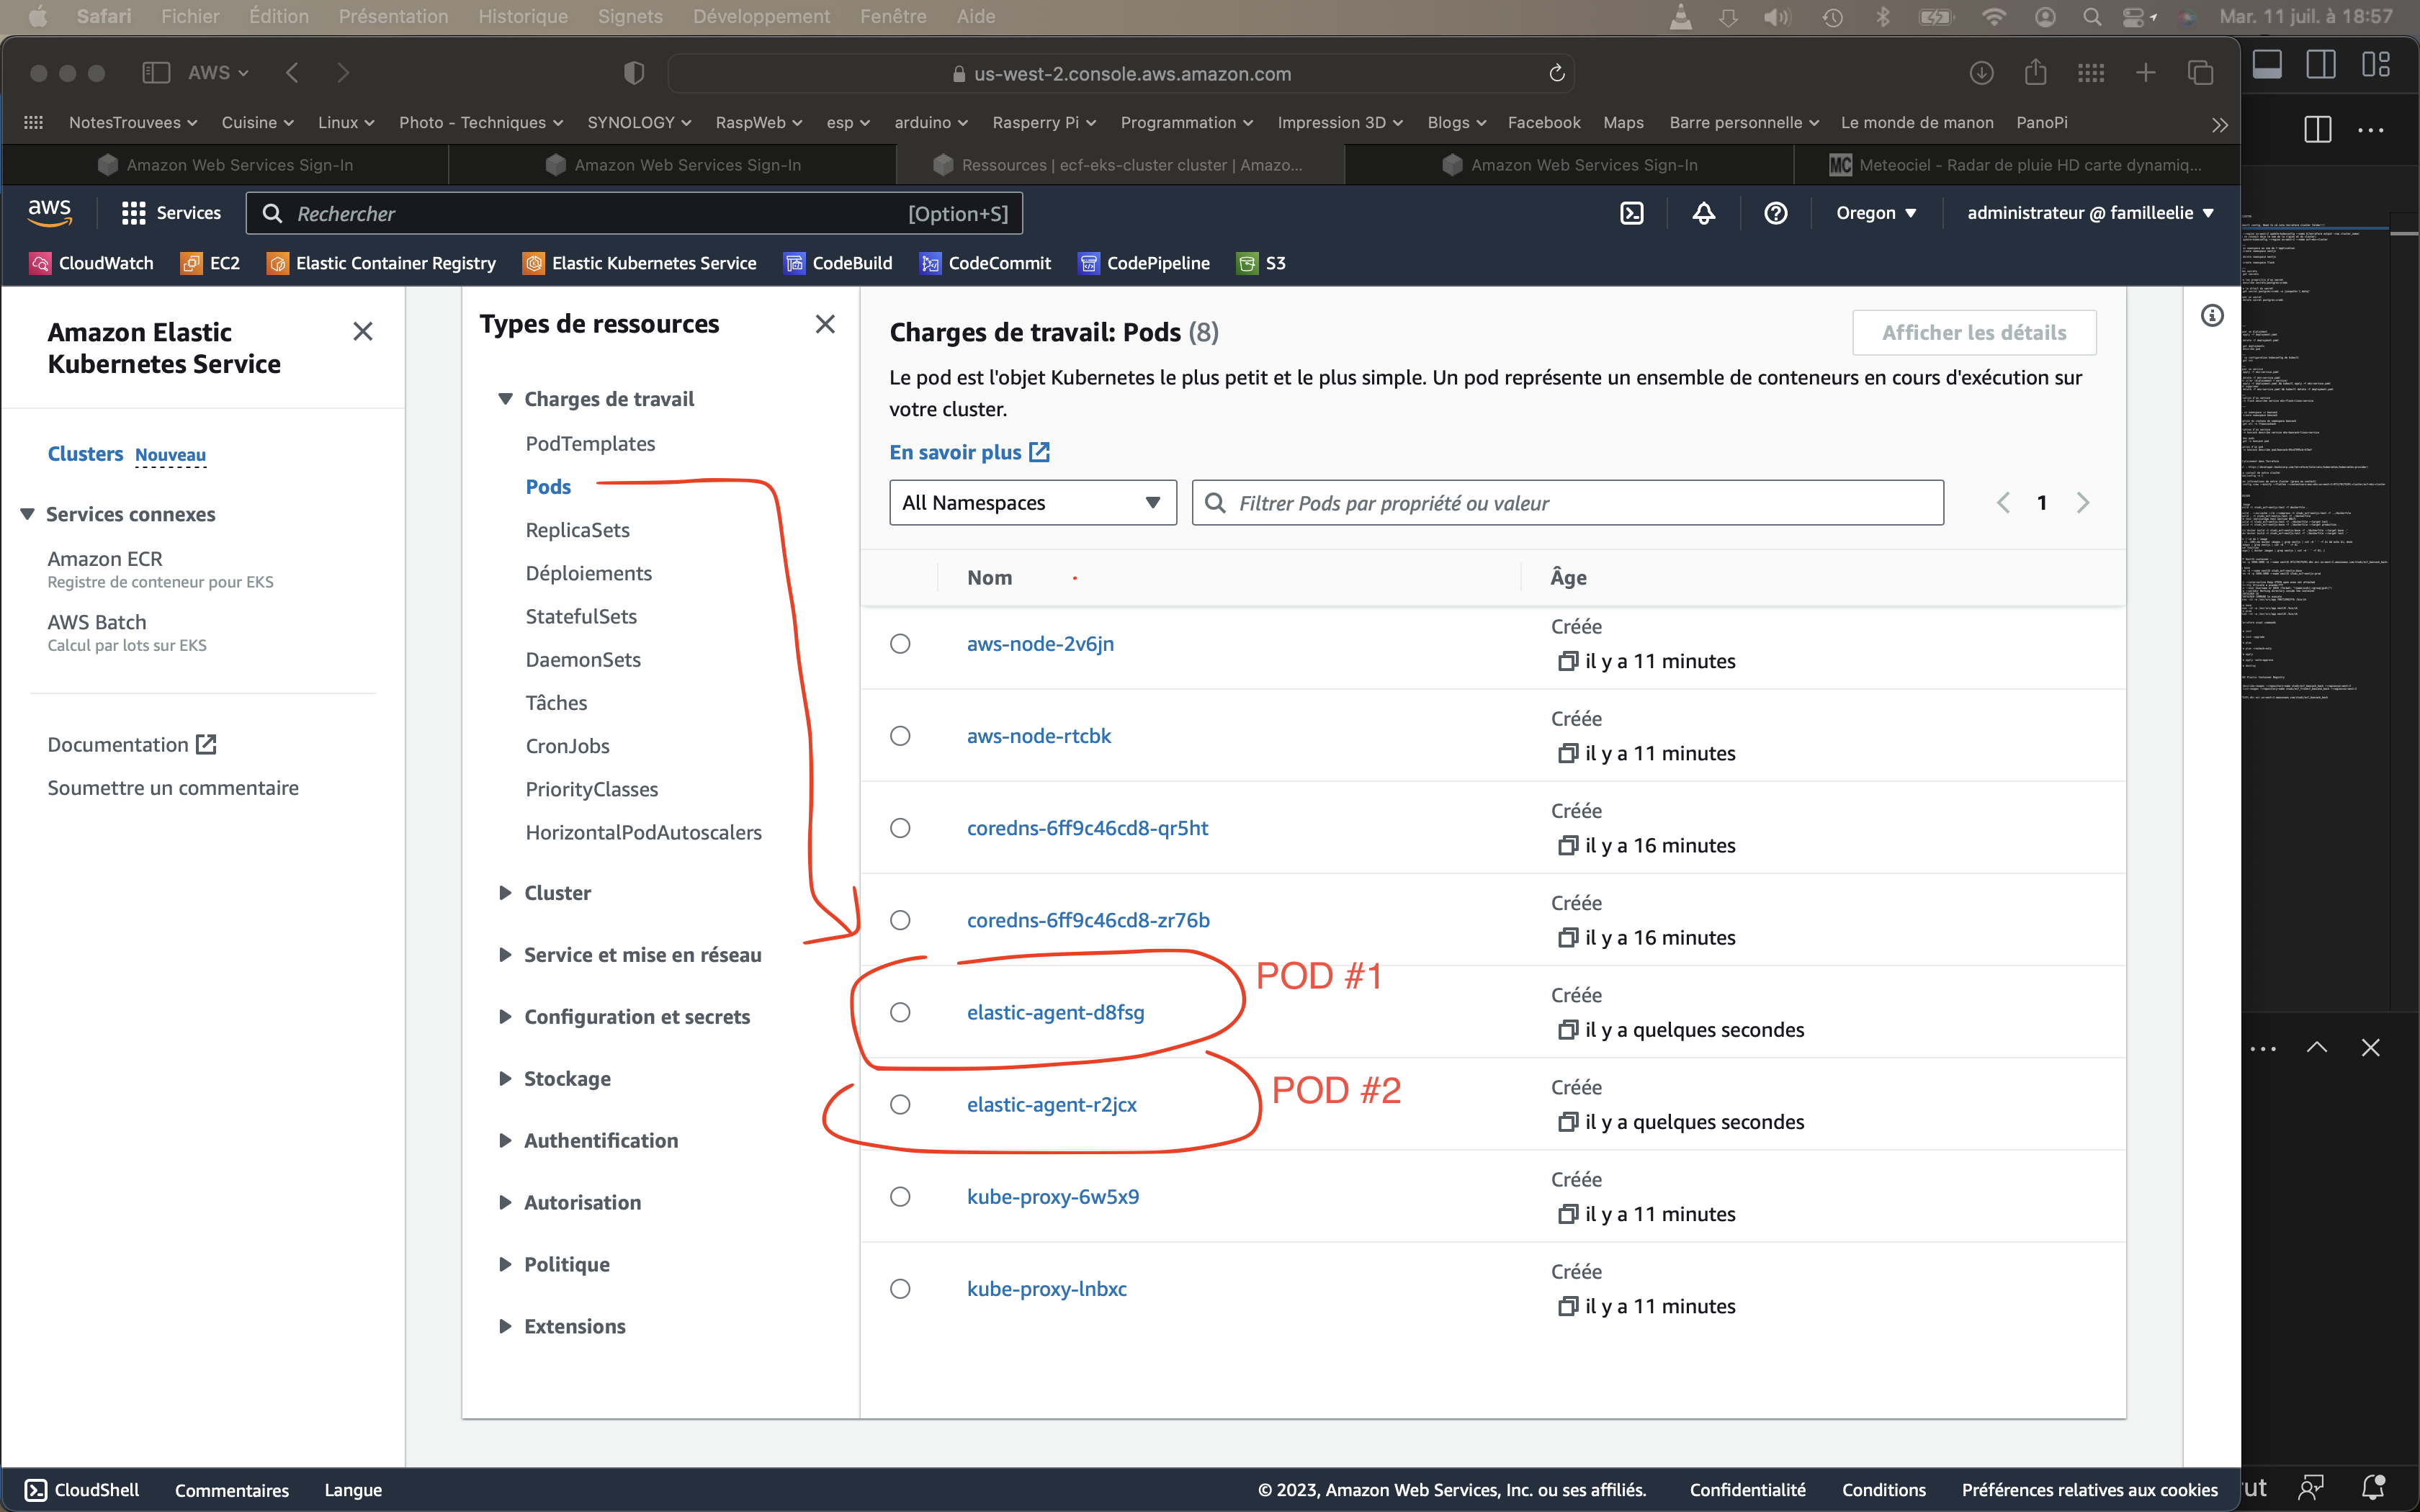 Safari Fichier Édition Présentation Historique Signets Développement Fenêtre Aide Mar. 11 juil. à 18:57
AWS us-west-2.console.aws.amazon.com
NotesTrouvees Cuisine Linux Photo - Techniques SYNOLOGY RaspWeb esp arduino Rasperry Pi Programmation Impression 3D Blogs Facebook Maps Barre personnelle Le monde de manon PanoPi
Amazon Web Services Sign-In Amazon Web Services Sign-In Ressources | ecf-eks-cluster cluster | Amazo... Amazon Web Services Sign-In MC Meteociel - Radar de pluie HD carte dynamiq...
aws Services Rechercher [Option+S] Oregon administrateur @ familleelie
CloudWatch EC2 Elastic Container Registry Elastic Kubernetes Service CodeBuild CodeCommit CodePipeline S3
Amazon Elastic
Kubernetes Service
Clusters Nouveau
Services connexes
Amazon ECR
Registre de conteneur pour EKS
AWS Batch
Calcul par lots sur EKS
Documentation
Soumettre un commentaire
Types de ressources
Charges de travail
PodTemplates
Pods
ReplicaSets
Déploiements
StatefulSets
DaemonSets
Tâches
CronJobs
PriorityClasses
HorizontalPodAutoscalers
Cluster
Service et mise en réseau
Configuration et secrets
Stockage
Authentification
Autorisation
Politique
Extensions
Charges de travail: Pods (8)
Afficher les détails
Le pod est l'objet Kubernetes le plus petit et le plus simple. Un pod représente un ensemble de conteneurs en cours d'exécution sur
votre cluster.
En savoir plus
All Namespaces Filtrer Pods par propriété ou valeur 1
Nom Âge
aws-node-2v6jn Créée
il y a 11 minutes
aws-node-rtcbk Créée
il y a 11 minutes
coredns-6ff9c46cd8-qr5ht Créée
il y a 16 minutes
coredns-6ff9c46cd8-zr76b Créée
il y a 16 minutes
POD #1
elastic-agent-d8fsg Créée
il y a quelques secondes
POD #2
elastic-agent-r2jcx Créée
il y a quelques secondes
kube-proxy-6w5x9 Créée
il y a 11 minutes
kube-proxy-lnbxc Créée
il y a 11 minutes
CloudShell Commentaires Langue © 2023, Amazon Web Services, Inc. ou ses affiliés. Confidentialité Conditions Préférences relatives aux cookies